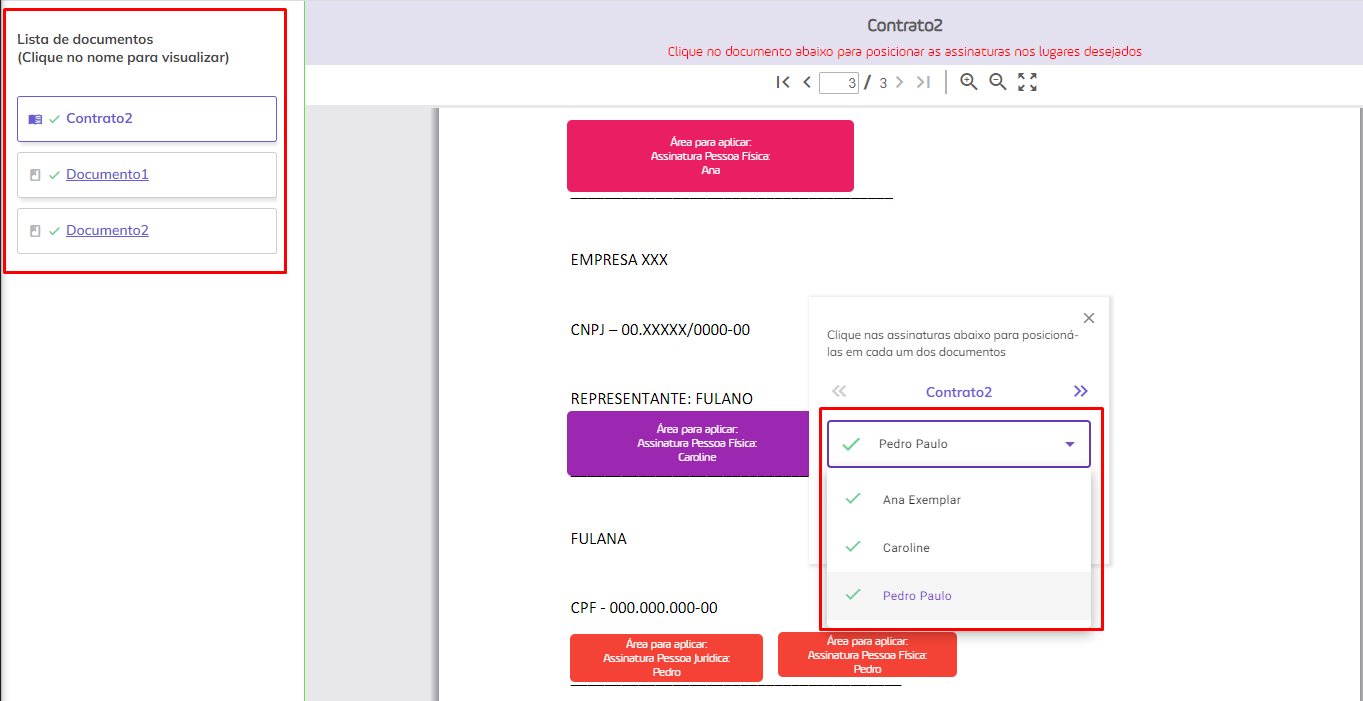 Lista de documentos
(Clique no nome para visualizar)
Contrato2
Documento1
Documento2
Contrato2
Clique no documento abaixo para posicionar as assinaturas nos lugares desejados
3 / 3
Área para aplicar:
Assinatura Pessoa Física:
Ana
EMPRESA XXX
CNPJ – 00.XXXXX/0000-00
REPRESENTANTE: FULANO
Área para aplicar:
Assinatura Pessoa Física:
Caroline
FULANA
CPF - 000.000.000-00
Área para aplicar:
Assinatura Pessoa Jurídica:
Pedro
Área para aplicar:
Assinatura Pessoa Física:
Pedro
Clique nas assinaturas abaixo para posicioná-
las em cada um dos documentos
Contrato2
Pedro Paulo
Ana Exemplar
Caroline
Pedro Paulo